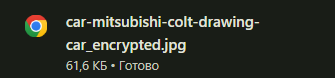 car-mitsubishi-colt-drawing-
car_encrypted.jpg
61,6 КБ • Готово